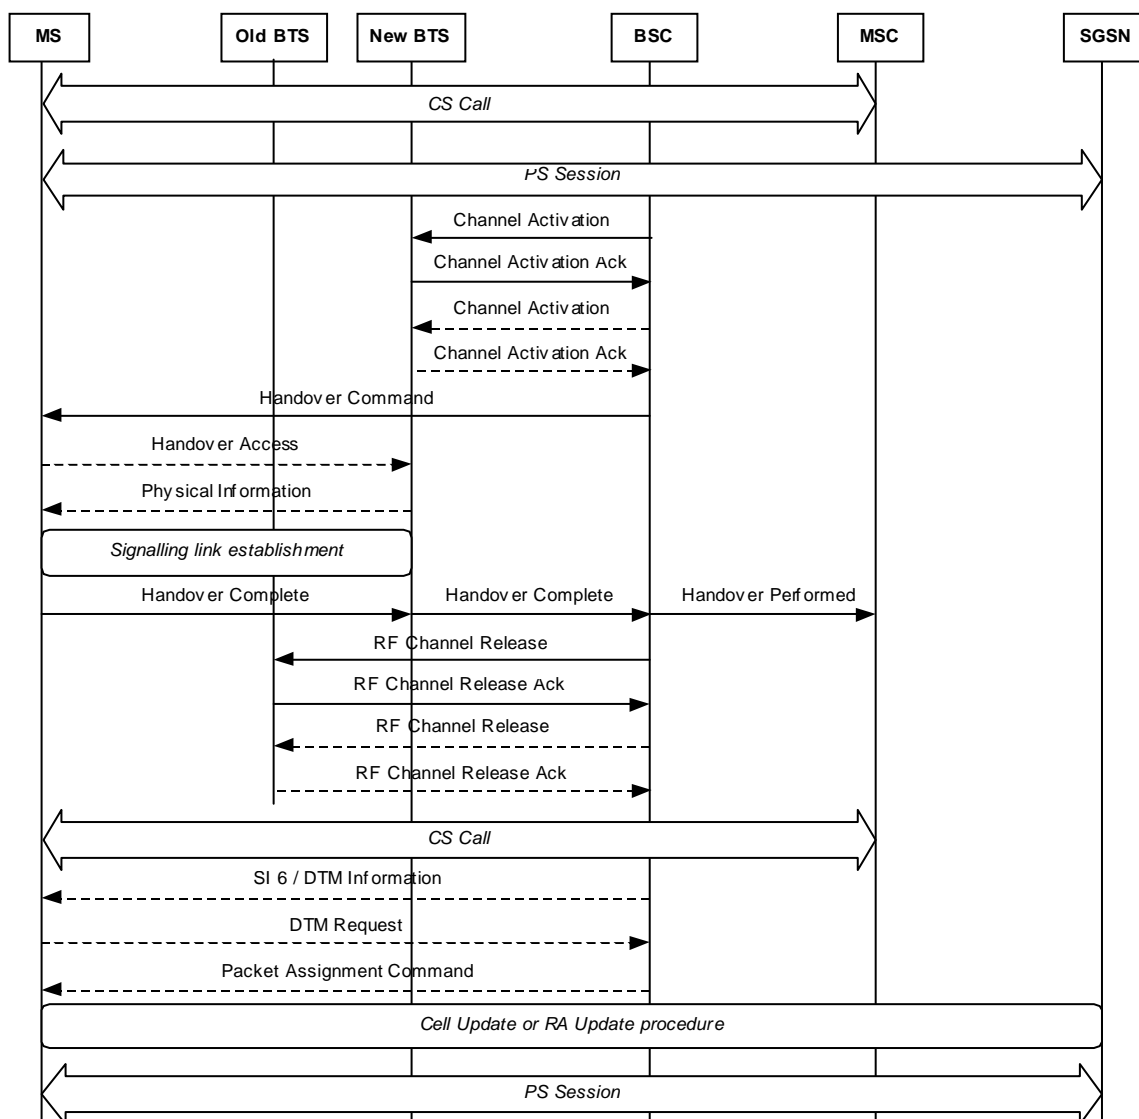 MS
Old BTS
New BTS
BSC
MSC
SGSN
CS Call
PS Session
Channel Activation
Channel Activation Ack
Channel Activation
Channel Activation Ack
Handover Command
Handover Access
Physical Information
Signalling link establishment
Handover Complete
Handover Complete
Handover Performed
RF Channel Release
RF Channel Release Ack
RF Channel Release
RF Channel Release Ack
CS Call
SI 6 / DTM Information
DTM Request
Packet Assignment Command
Cell Update or RA Update procedure
PS Session